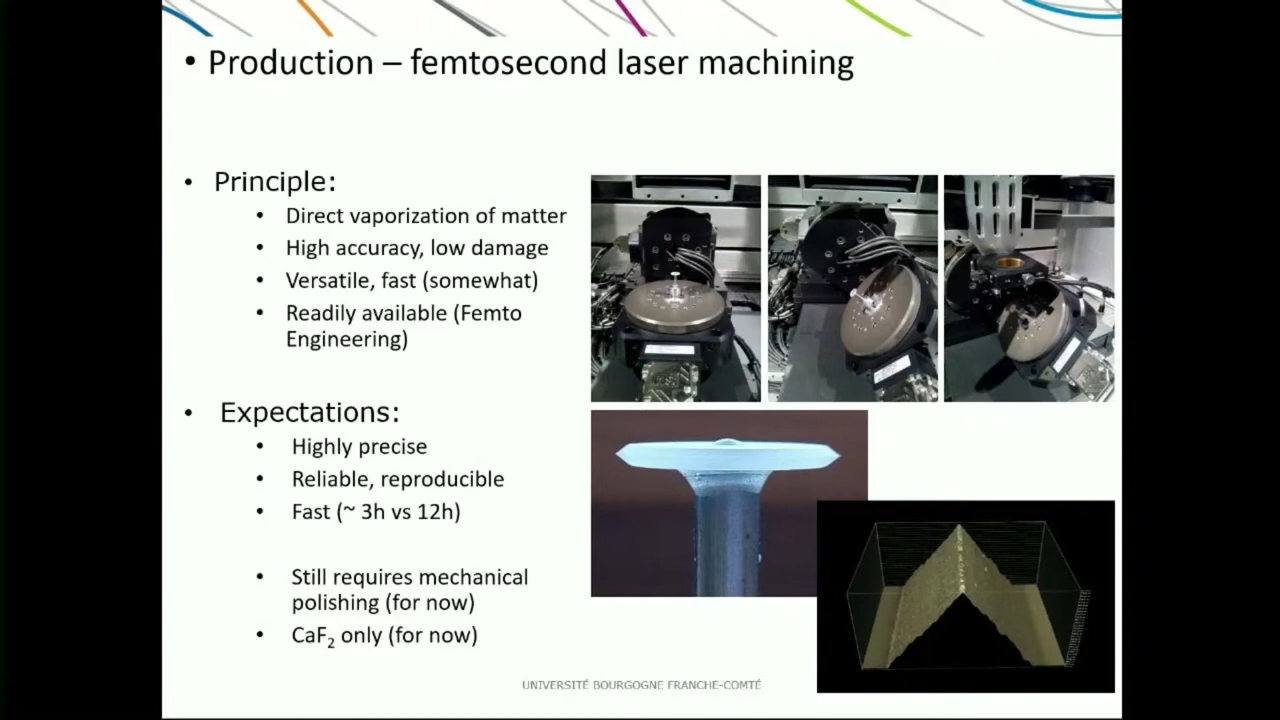 • Production – femtosecond laser machining
• Principle:
• Direct vaporization of matter
• High accuracy, low damage
• Versatile, fast (somewhat)
• Readily available (Femto
Engineering)
• Expectations:
• Highly precise
• Reliable, reproducible
• Fast (~ 3h vs 12h)
• Still requires mechanical
polishing (for now)
• CaF₂ only (for now)
UNIVERSITÉ BOURGOGNE FRANCHE-COMTÉ